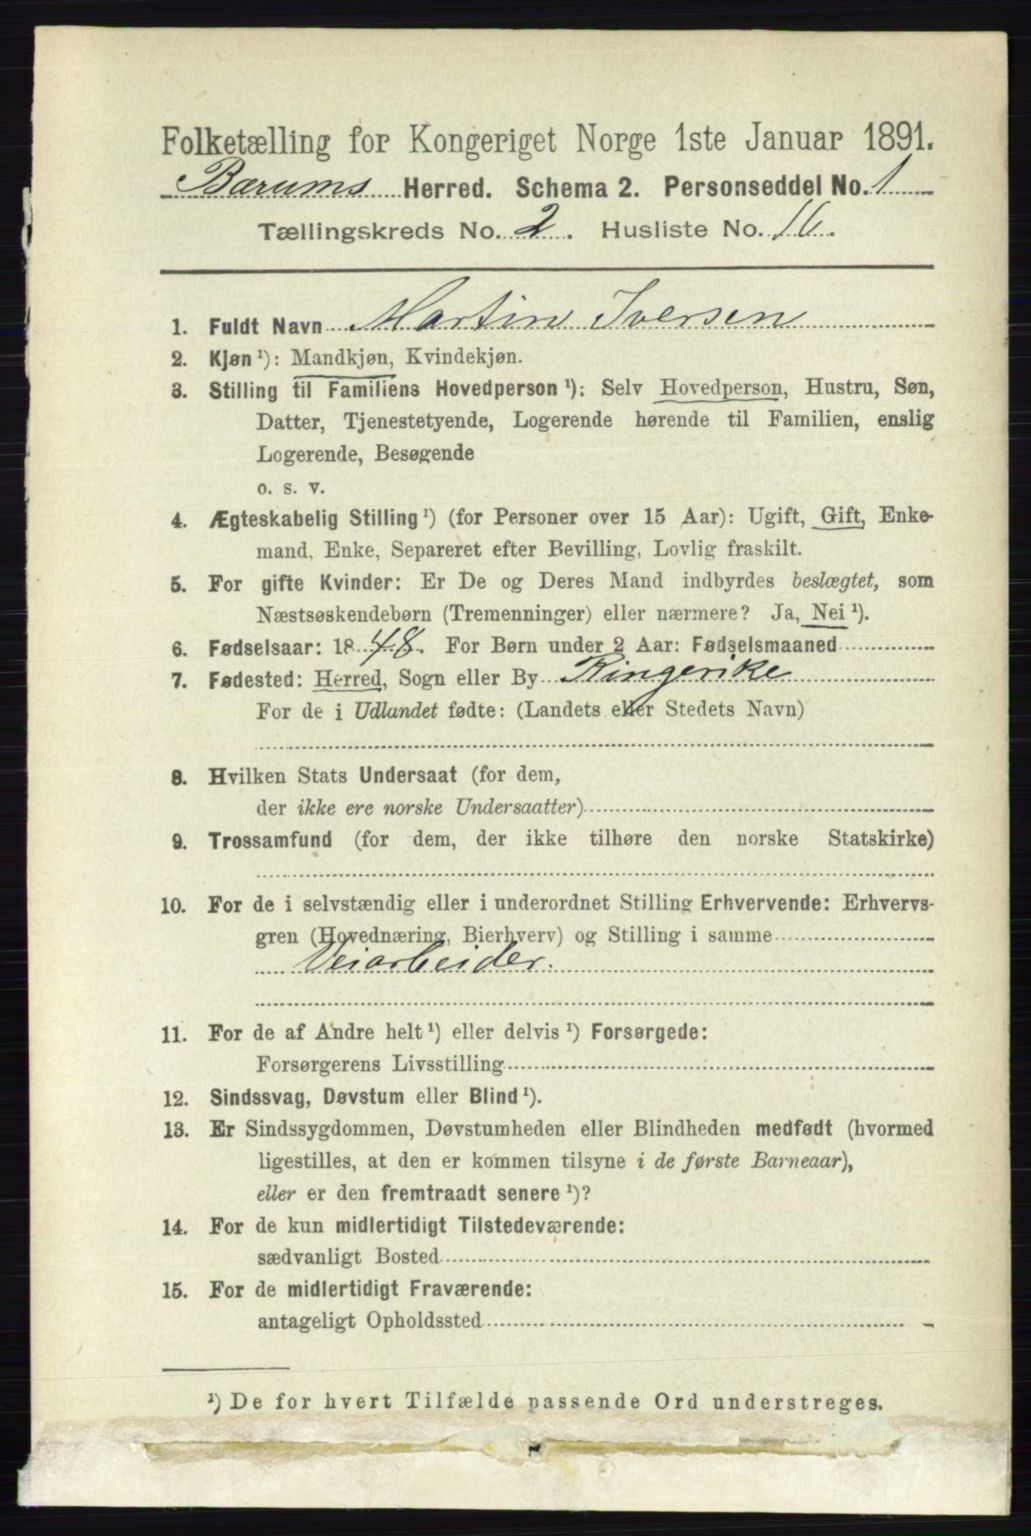 Folketælling for Kongeriget Norge 1ste Januar 1891.
Bærums Herred. Schema 2. Personseddel No. 1
Tællingskreds No. 2. Husliste No. 16.
1. Fuldt Navn Martin Iversen
2. Kjøn ¹): Mandkjøn, Kvindekjøn.
3. Stilling til Familiens Hovedperson ¹): Selv Hovedperson, Hustru, Søn,
Datter, Tjenestetyende, Logerende hørende til Familien, enslig
Logerende, Besøgende
o. s. v.
4. Ægteskabelig Stilling ¹) (for Personer over 15 Aar): Ugift, Gift, Enke-
mand, Enke, Separeret efter Bevilling, Lovlig fraskilt.
5. For gifte Kvinder: Er De og Deres Mand indbyrdes beslægtet, som
Næstsøskendebørn (Tremenninger) eller nærmere? Ja, Nei ¹).
6. Fødselsaar: 1848. For Børn under 2 Aar: Fødselsmaaned
7. Fødested: Herred, Sogn eller By Ringerike
For de i Udlandet fødte: (Landets eller Stedets Navn)
8. Hvilken Stats Undersaat (for dem,
der ikke ere norske Undersaatter)
9. Trossamfund (for dem, der ikke tilhøre den norske Statskirke)
10. For de i selvstændig eller i underordnet Stilling Erhvervende: Erhvervs-
gren (Hovednæring, Bierhverv) og Stilling i samme
Veiarbeider.
11. For de af Andre helt ¹) eller delvis ¹) Forsørgede:
Forsørgerens Livsstilling
12. Sindssvag, Døvstum eller Blind ¹).
13. Er Sindssygdommen, Døvstumheden eller Blindheden medfødt (hvormed
ligestilles, at den er kommen tilsyne i de første Barneaar),
eller er den fremtraadt senere ¹)?
14. For de kun midlertidigt Tilstedeværende:
sædvanligt Bosted
15. For de midlertidigt Fraværende:
antageligt Opholdssted
¹) De for hvert Tilfælde passende Ord understreges.